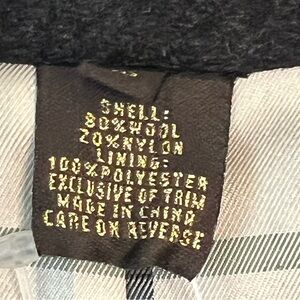 SHELL:
80%WOOL
20%NYLON
LINING:
100%POLYESTER
EXCLUSIVE OF TRIM
MADE IN CHINA
CARE ON REVERSE